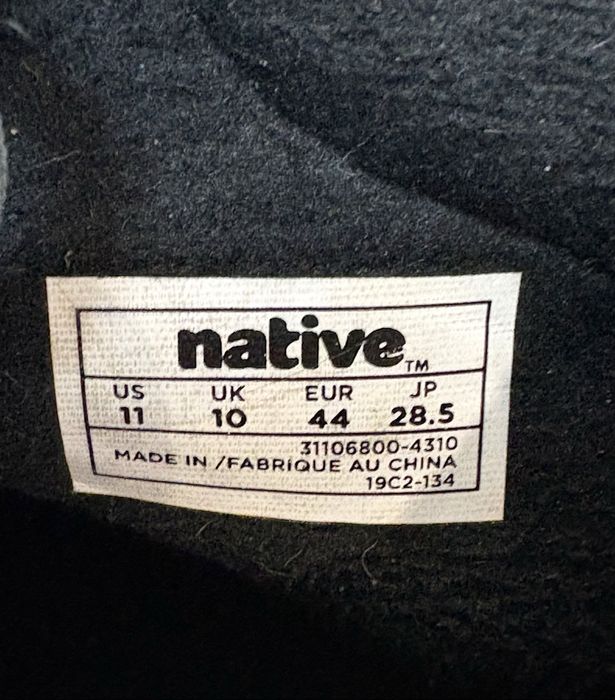 native™
US UK EUR JP
11 10 44 28.5
31106800-4310
MADE IN /FABRIQUE AU CHINA
19C2-134